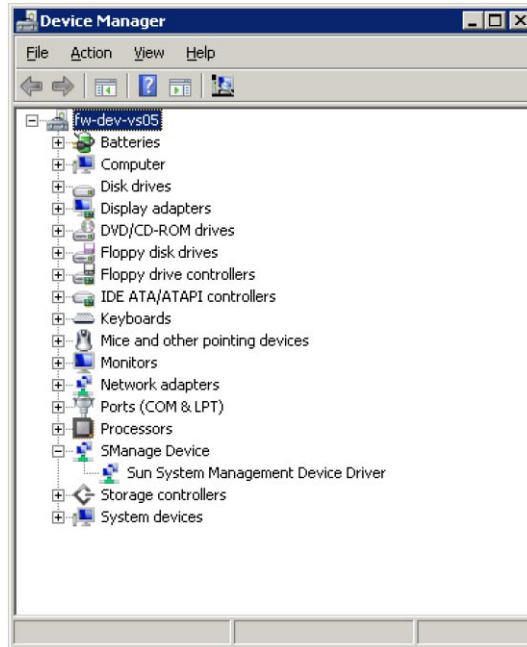 Device Manager
File Action View Help
fw-dev-vs05
Batteries
Computer
Disk drives
Display adapters
DVD/CD-ROM drives
Floppy disk drives
Floppy drive controllers
IDE ATA/ATAPI controllers
Keyboards
Mice and other pointing devices
Monitors
Network adapters
Ports (COM & LPT)
Processors
SManage Device
Sun System Management Device Driver
Storage controllers
System devices